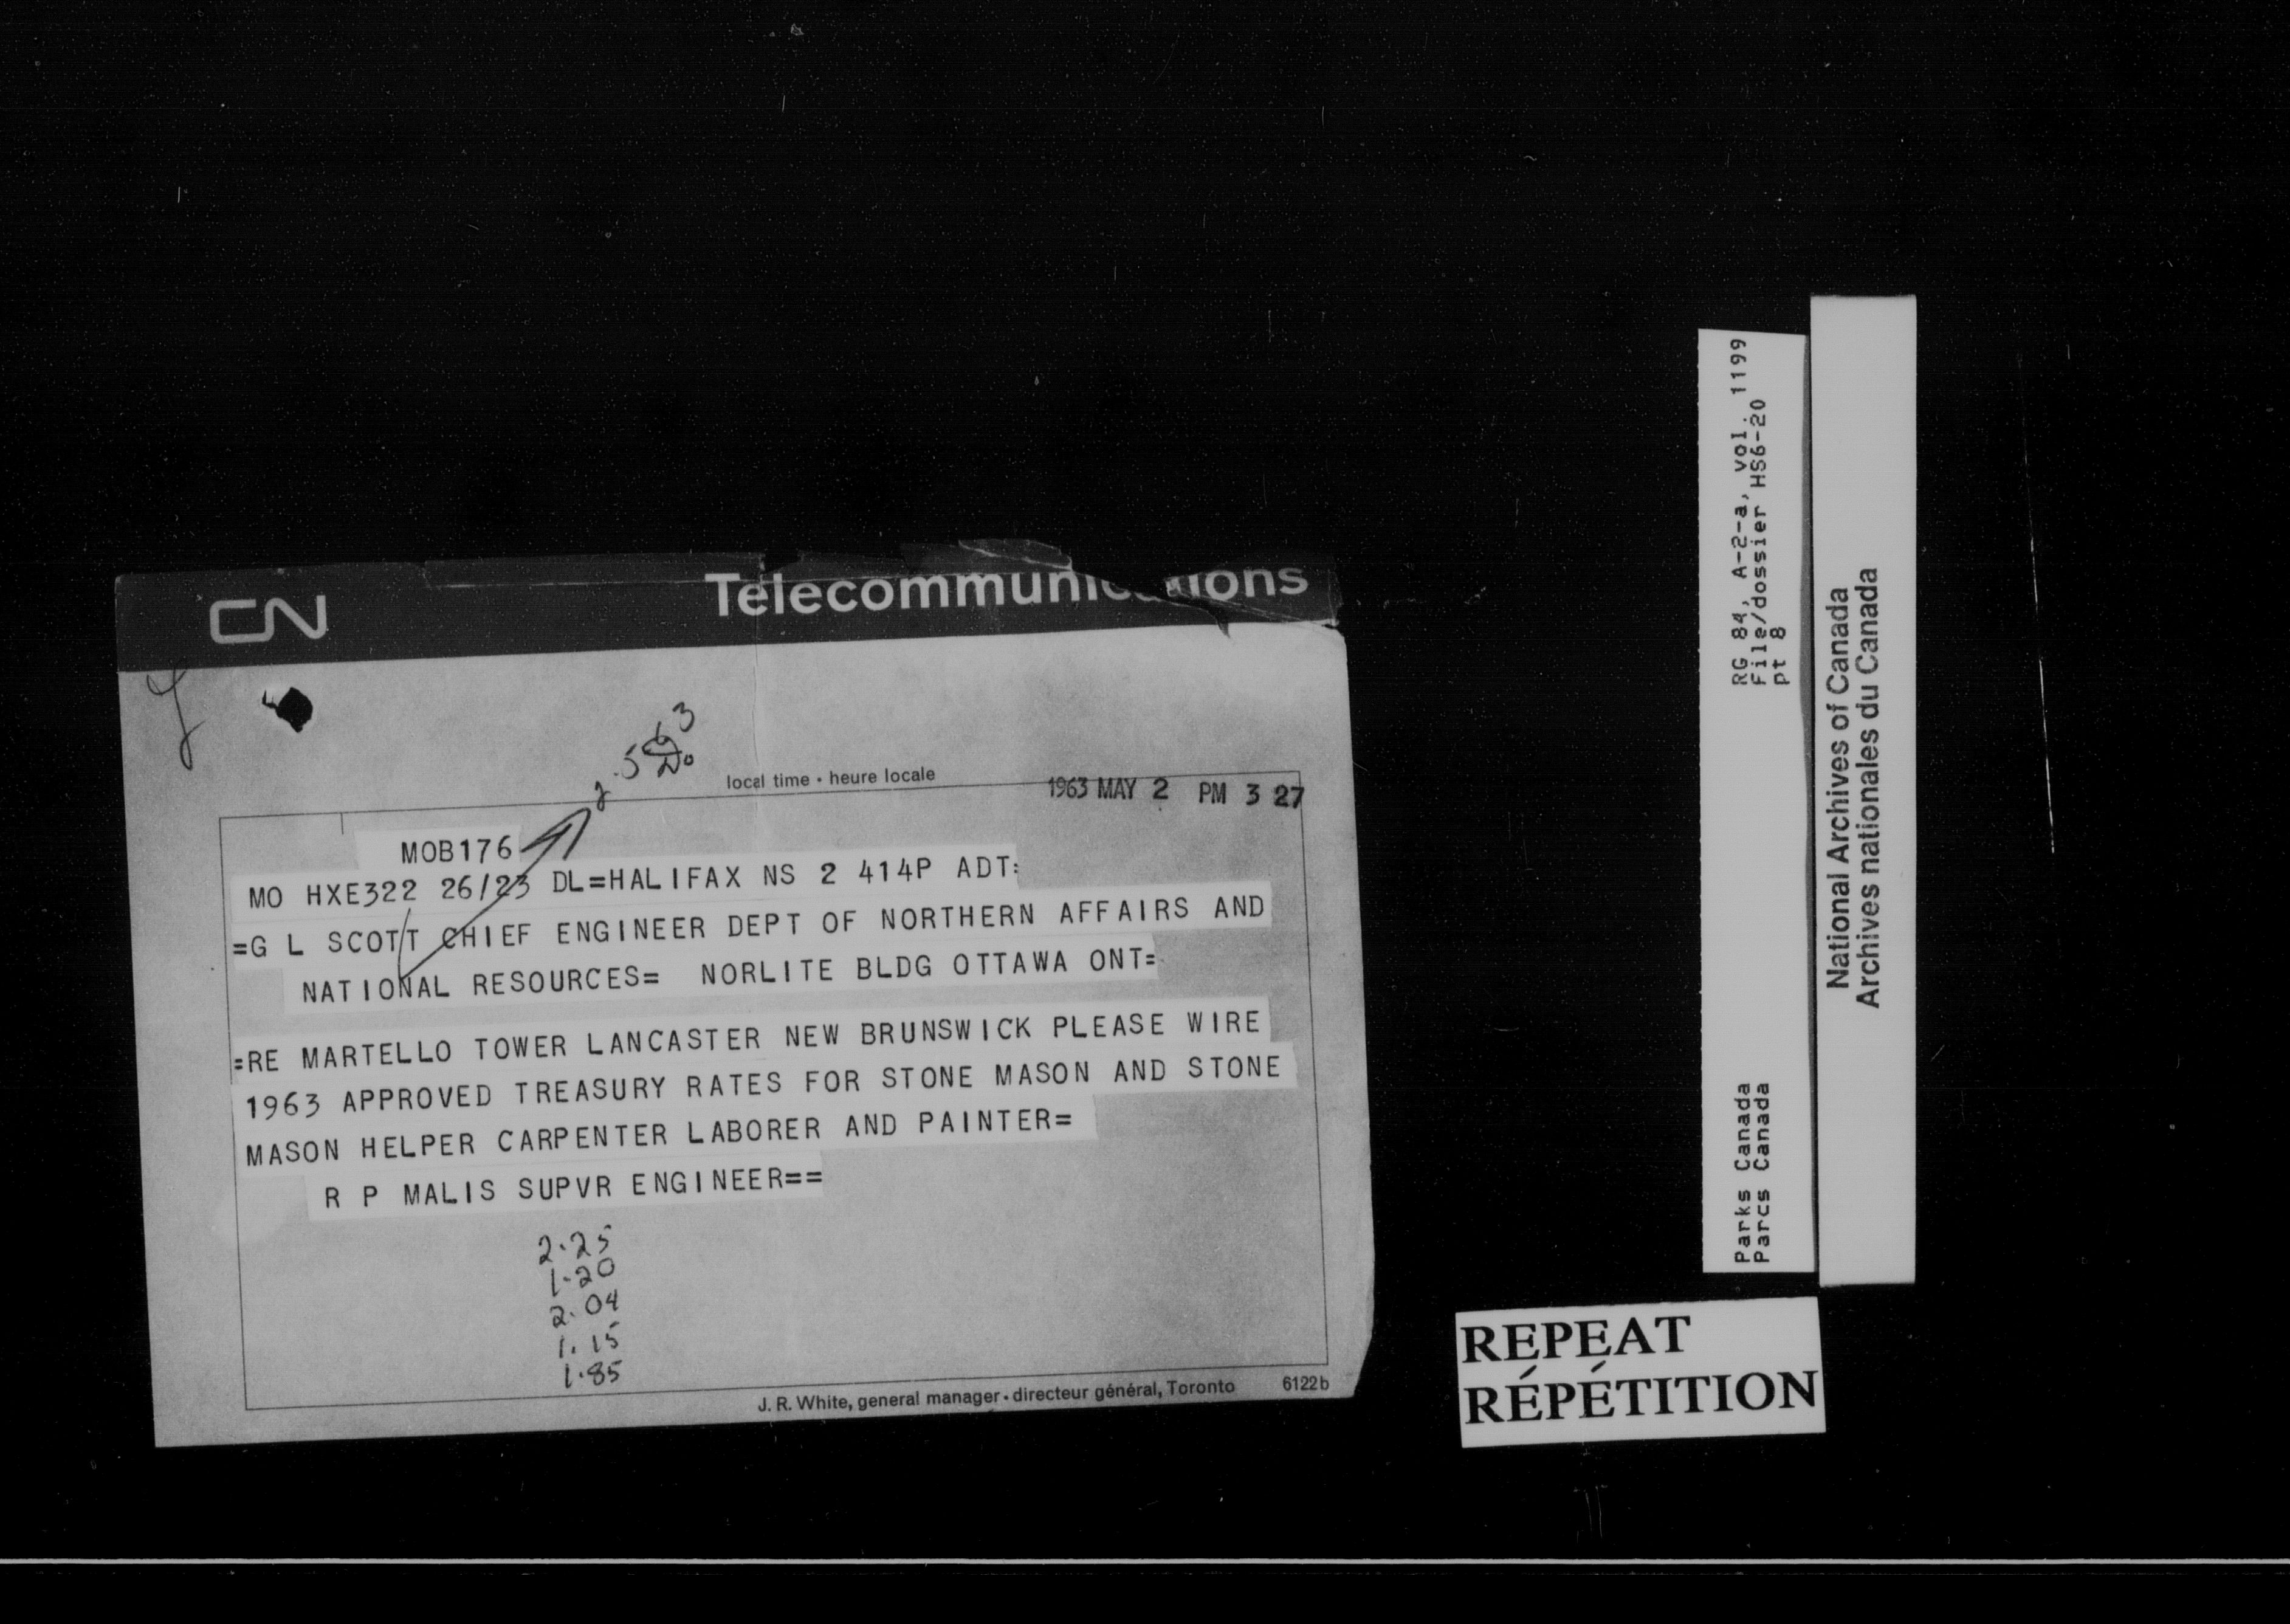 CN Telecommunications
local time • heure locale
1963 MAY 2 PM 3 27
MOB176
MO HXE322 26/23 DL=HALIFAX NS 2 414P ADT:
=G L SCOTT CHIEF ENGINEER DEPT OF NORTHERN AFFAIRS AND
NATIONAL RESOURCES= NORLITE BLDG OTTAWA ONT=
=RE MARTELLO TOWER LANCASTER NEW BRUNSWICK PLEASE WIRE
1963 APPROVED TREASURY RATES FOR STONE MASON AND STONE
MASON HELPER CARPENTER LABORER AND PAINTER=
R P MALIS SUPVR ENGINEER==
2.25
1.20
2.04
1.15
1.85
J. R. White, general manager • directeur général, Toronto 6122b
RG 84, A-2-a, vol. 1199
File/dossier HS6-20
pt 8
Parks Canada
Parcs Canada
National Archives of Canada
Archives nationales du Canada
REPEAT
RÉPÉTITION